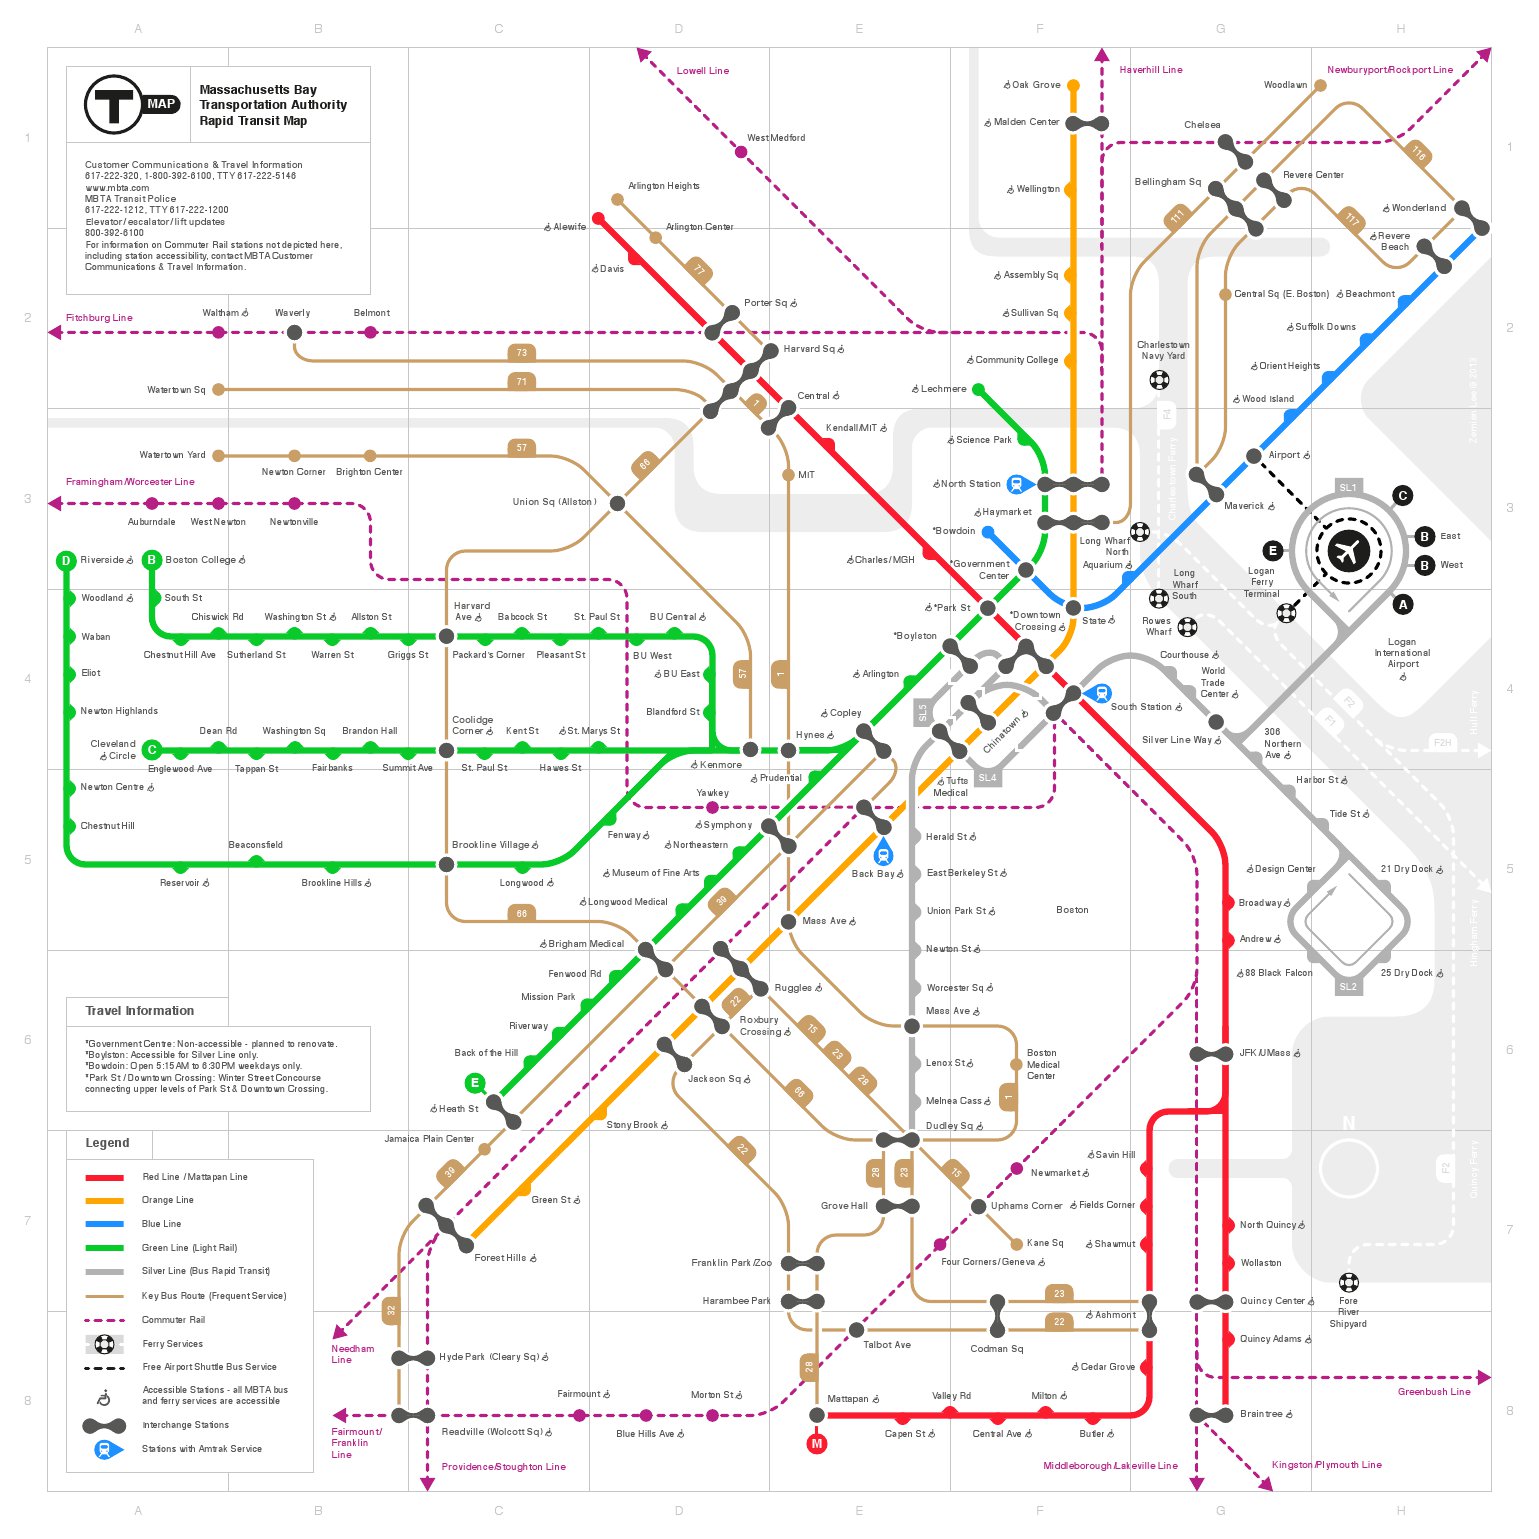 A B C D E F G H
T MAP
Massachusetts Bay
Transportation Authority
Rapid Transit Map
Customer Communications & Travel Information
617-222-320, 1-800-392-6100, TTY 617-222-5146
www.mbta.com
MBTA Transit Police
617-222-1212, TTY 617-222-1200
Elevator/escalator/lift updates
800-392-6100
For information on Commuter Rail stations not depicted here,
including station accessibility, contact MBTA Customer
Communications & Travel Information.
Lowell Line
Haverhill Line
Newburyport/Rockport Line
Oak Grove
Woodlawn
Malden Center
Chelsea
1
1
West Medford
116
Arlington Heights
Wellington
Bellingham Sq
Revere Center
Alewife
Arlington Center
111
117
Wonderland
Revere
Beach
Davis
77
Assembly Sq
Central Sq (E. Boston)
Beachmont
Fitchburg Line
Waltham
Waverly
Belmont
Porter Sq
Sullivan Sq
2
2
Suffolk Downs
73
Harvard Sq
Community College
Charlestown
Navy Yard
Orient Heights
Zemien Lee © 2013
Watertown Sq
71
1
Central
Lechmere
Wood island
F4
Charlestown Ferry
Kendall/MIT
Science Park
Watertown Yard
Newton Corner
Brighton Center
57
66
MIT
Airport
Framingham/Worcester Line
North Station
SL1
C
3
3
Auburndale
West Newton
Newtonville
Union Sq (Allston)
Haymarket
Maverick
*Bowdoin
Long Wharf
North
Aquarium
E
B East
B West
A
D Riverside
B Boston College
Charles/MGH
*Government
Center
Long
Wharf
South
Logan
Ferry
Terminal
Woodland
South St
Chiswick Rd
Washington St
Allston St
Harvard
Ave
Babcock St
St. Paul St
BU Central
*Park St
*Downtown
Crossing
State
Rowes
Wharf
Waban
Chestnut Hill Ave
Sutherland St
Warren St
Griggs St
Packard's Corner
Pleasant St
BU West
*Boylston
Courthouse
World
Trade
Center
Logan
International
Airport
4
4
Eliot
BU East
57
1
Arlington
Newton Highlands
Blandford St
Copley
SL5
South Station
F1
F2
Hull Ferry
Cleveland
Circle
C
Dean Rd
Washington Sq
Brandon Hall
Coolidge
Corner
Kent St
St. Marys St
Hynes
Chinatown
Silver Line Way
306
Northern
Ave
F2H
Englewood Ave
Tappan St
Fairbanks
Summit Ave
St. Paul St
Hawes St
Kenmore
Prudential
Tufts
Medical
SL4
Harbor St
Newton Centre
Yawkey
Tide St
Chestnut Hill
Symphony
Fenway
Herald St
Beaconsfield
Brookline Village
Northeastern
5
5
Reservoir
Brookline Hills
Longwood
Museum of Fine Arts
Back Bay
East Berkeley St
Design Center
21 Dry Dock
Longwood Medical
39
Union Park St
Boston
Broadway
66
Mass Ave
Brigham Medical
Newton St
Andrew
Hingham Ferry
Fenwood Rd
Ruggles
Worcester Sq
88 Black Falcon
25 Dry Dock
SL2
Mission Park
22
Travel Information
Riverway
Roxbury
Crossing
15
Mass Ave
*Government Centre: Non-accessible - planned to renovate.
*Boylston: Accessible for Silver Line only.
*Bowdoin: Open 5:15AM to 6:30PM weekdays only.
*Park St / Downtown Crossing: Winter Street Concourse
connecting upper levels of Park St & Downtown Crossing.
6
6
Back of the Hill
23
Lenox St
Boston
Medical
Center
JFK/UMass
E
Jackson Sq
28
66
Melnea Cass
1
Heath St
Stony Brook
Dudley Sq
N
Jamaica Plain Center
22
Legend
Red Line / Mattapan Line
Orange Line
Blue Line
Green Line (Light Rail)
Silver Line (Bus Rapid Transit)
Key Bus Route (Frequent Service)
Commuter Rail
Ferry Services
Free Airport Shuttle Bus Service
Accessible Stations - all MBTA bus
and ferry services are accessible
Interchange Stations
Stations with Amtrak Service
39
28
23
15
Newmarket
Savin Hill
F2
Quincy Ferry
Green St
Grove Hall
Uphams Corner
Fields Corner
7
7
North Quincy
Forest Hills
Kane Sq
Shawmut
Franklin Park/Zoo
Four Corners/Geneva
Wollaston
32
Harambee Park
23
22
Ashmont
Quincy Center
Fore
River
Shipyard
Needham
Line
Hyde Park (Cleary Sq)
Talbot Ave
Codman Sq
Quincy Adams
28
Cedar Grove
Greenbush Line
8
8
Fairmount
Morton St
Mattapan
Valley Rd
Milton
Braintree
Fairmount/
Franklin
Line
Readville (Wolcott Sq)
Blue Hills Ave
M
Capen St
Central Ave
Butler
Providence/Stoughton Line
Middleborough/Lakeville Line
Kingston/Plymouth Line
A B C D E F G H